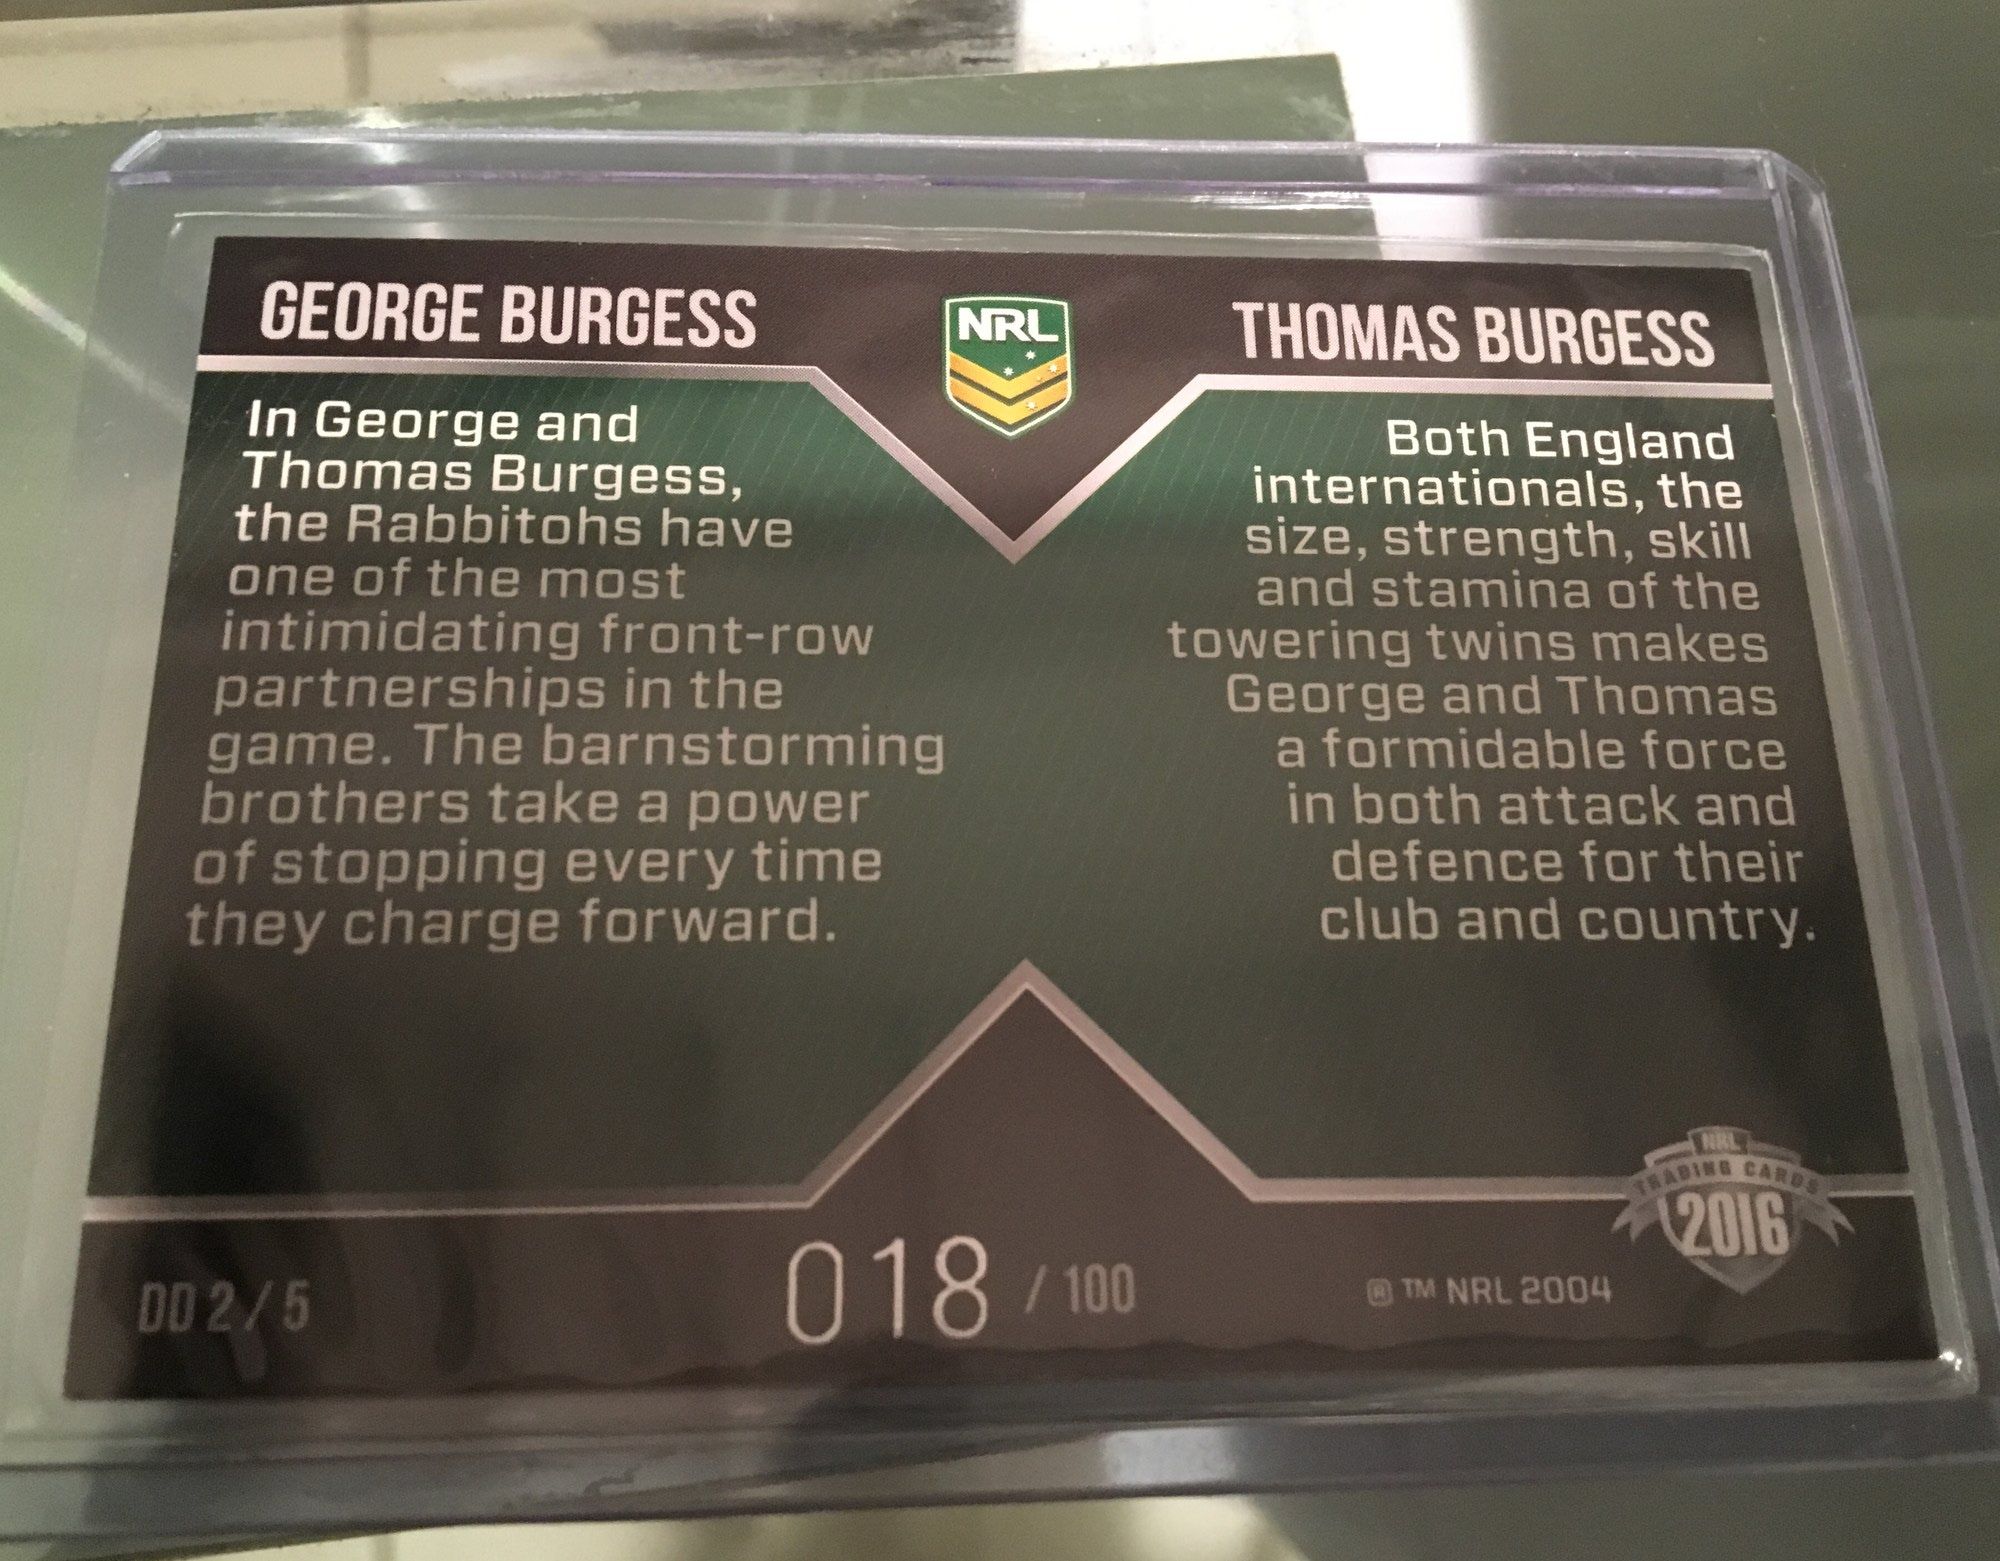 GEORGE BURGESS
NRL
THOMAS BURGESS
In George and
Thomas Burgess,
the Rabbitohs have
one of the most
intimidating front-row
partnerships in the
game. The barnstorming
brothers take a power
of stopping every time
they charge forward.
Both England
internationals, the
size, strength, skill
and stamina of the
towering twins makes
George and Thomas
a formidable force
in both attack and
defence for their
club and country.
NRL
TRADING CARDS
2016
DD 2 / 5
018 / 100
® ™ NRL 2004